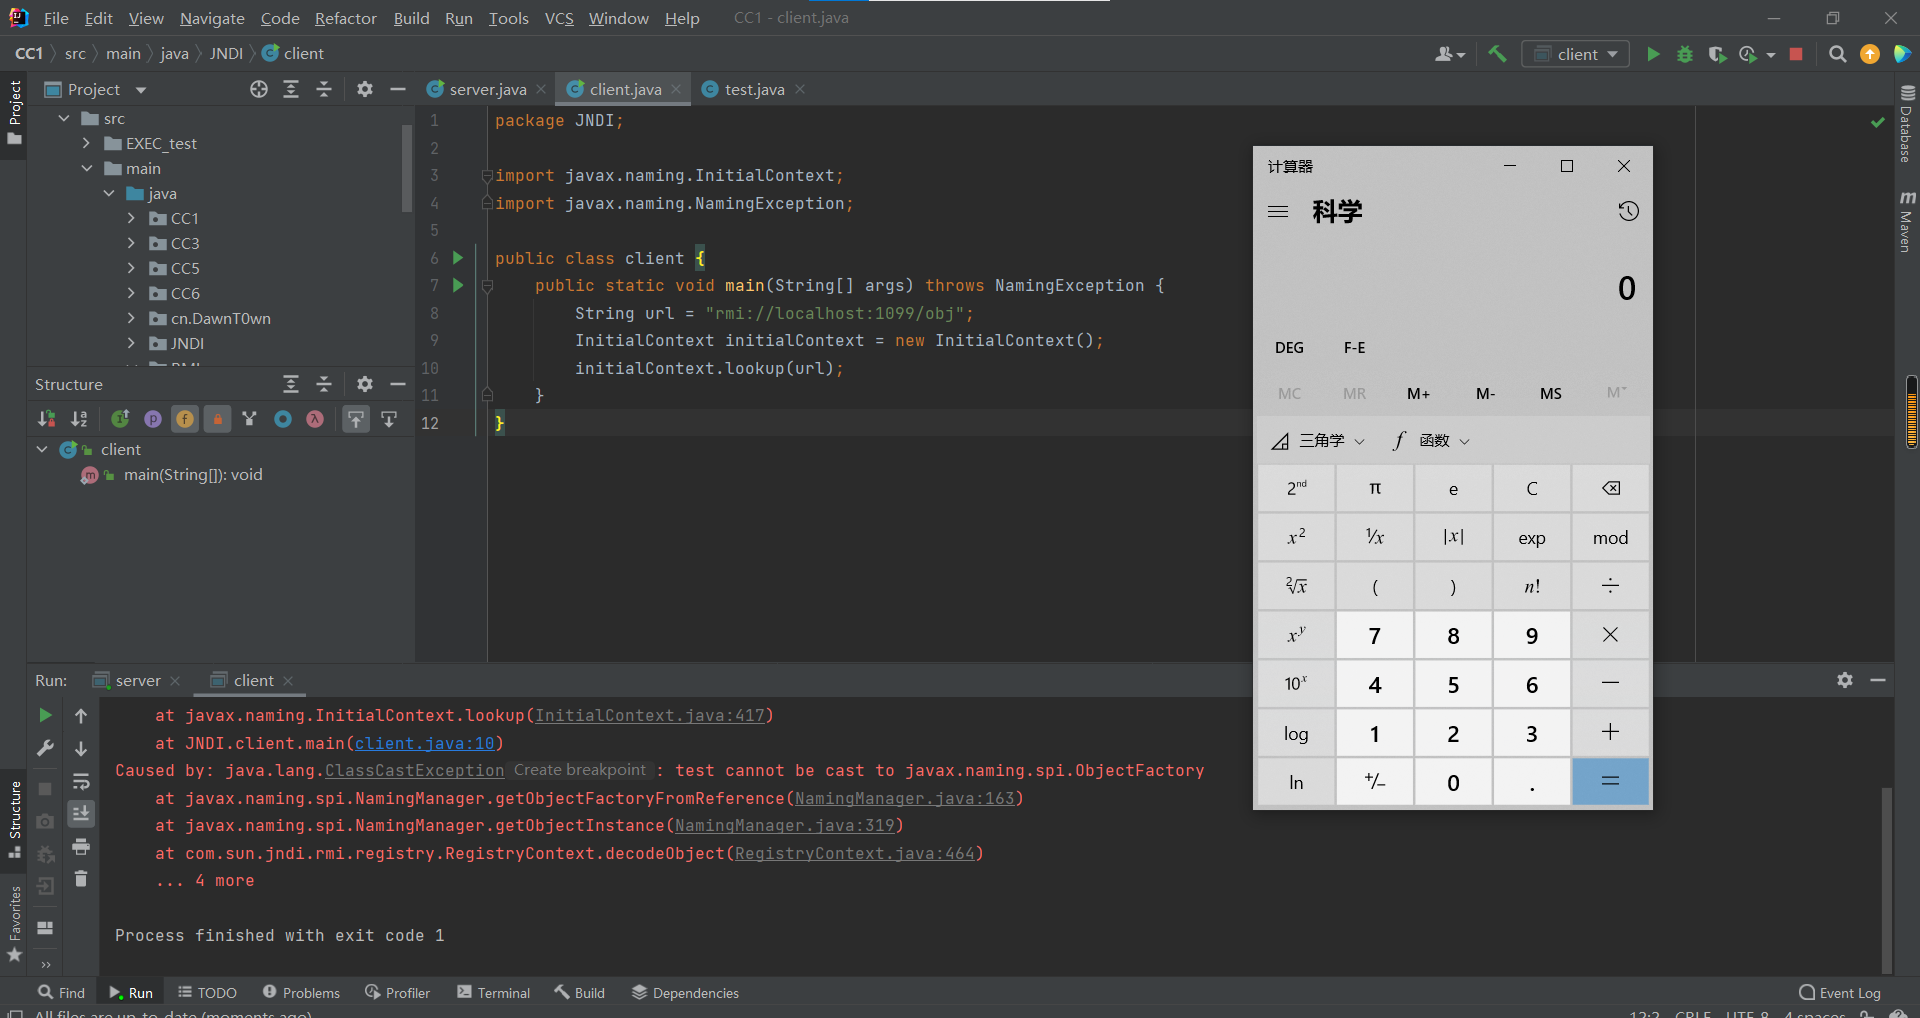 File Edit View Navigate Code Refactor Build Run Tools VCS Window Help CC1 - client.java
CC1 src main java JNDI client
client
Project
server.java
client.java
test.java
Project
src
EXEC_test
main
java
CC1
CC3
CC5
CC6
cn.DawnT0wn
JNDI
Structure
client
main(String[]): void
1 package JNDI;
2
3 import javax.naming.InitialContext;
4 import javax.naming.NamingException;
5
6 public class client {
7 public static void main(String[] args) throws NamingException {
8 String url = "rmi://localhost:1099/obj";
9 InitialContext initialContext = new InitialContext();
10 initialContext.lookup(url);
11 }
12 }
Database
Maven
计算器
科学
0
DEG F-E
MC MR M+ M- MS M
三角学 f 函数
2nd π e C
x2 1/x |x| exp mod
2√x ( ) n! ÷
xy 7 8 9 ×
10x 4 5 6 −
log 1 2 3 +
ln +/− 0 . =
Run: server client
at javax.naming.InitialContext.lookup(InitialContext.java:417)
at JNDI.client.main(client.java:10)
Caused by: java.lang.ClassCastException Create breakpoint : test cannot be cast to javax.naming.spi.ObjectFactory
at javax.naming.spi.NamingManager.getObjectFactoryFromReference(NamingManager.java:163)
at javax.naming.spi.NamingManager.getObjectInstance(NamingManager.java:319)
at com.sun.jndi.rmi.registry.RegistryContext.decodeObject(RegistryContext.java:464)
... 4 more
Process finished with exit code 1
Structure
Favorites
Find Run TODO Problems Profiler Terminal Build Dependencies Event Log
All files are up-to-date (moments ago)
12:2 CRLF UTF-8 4 spaces